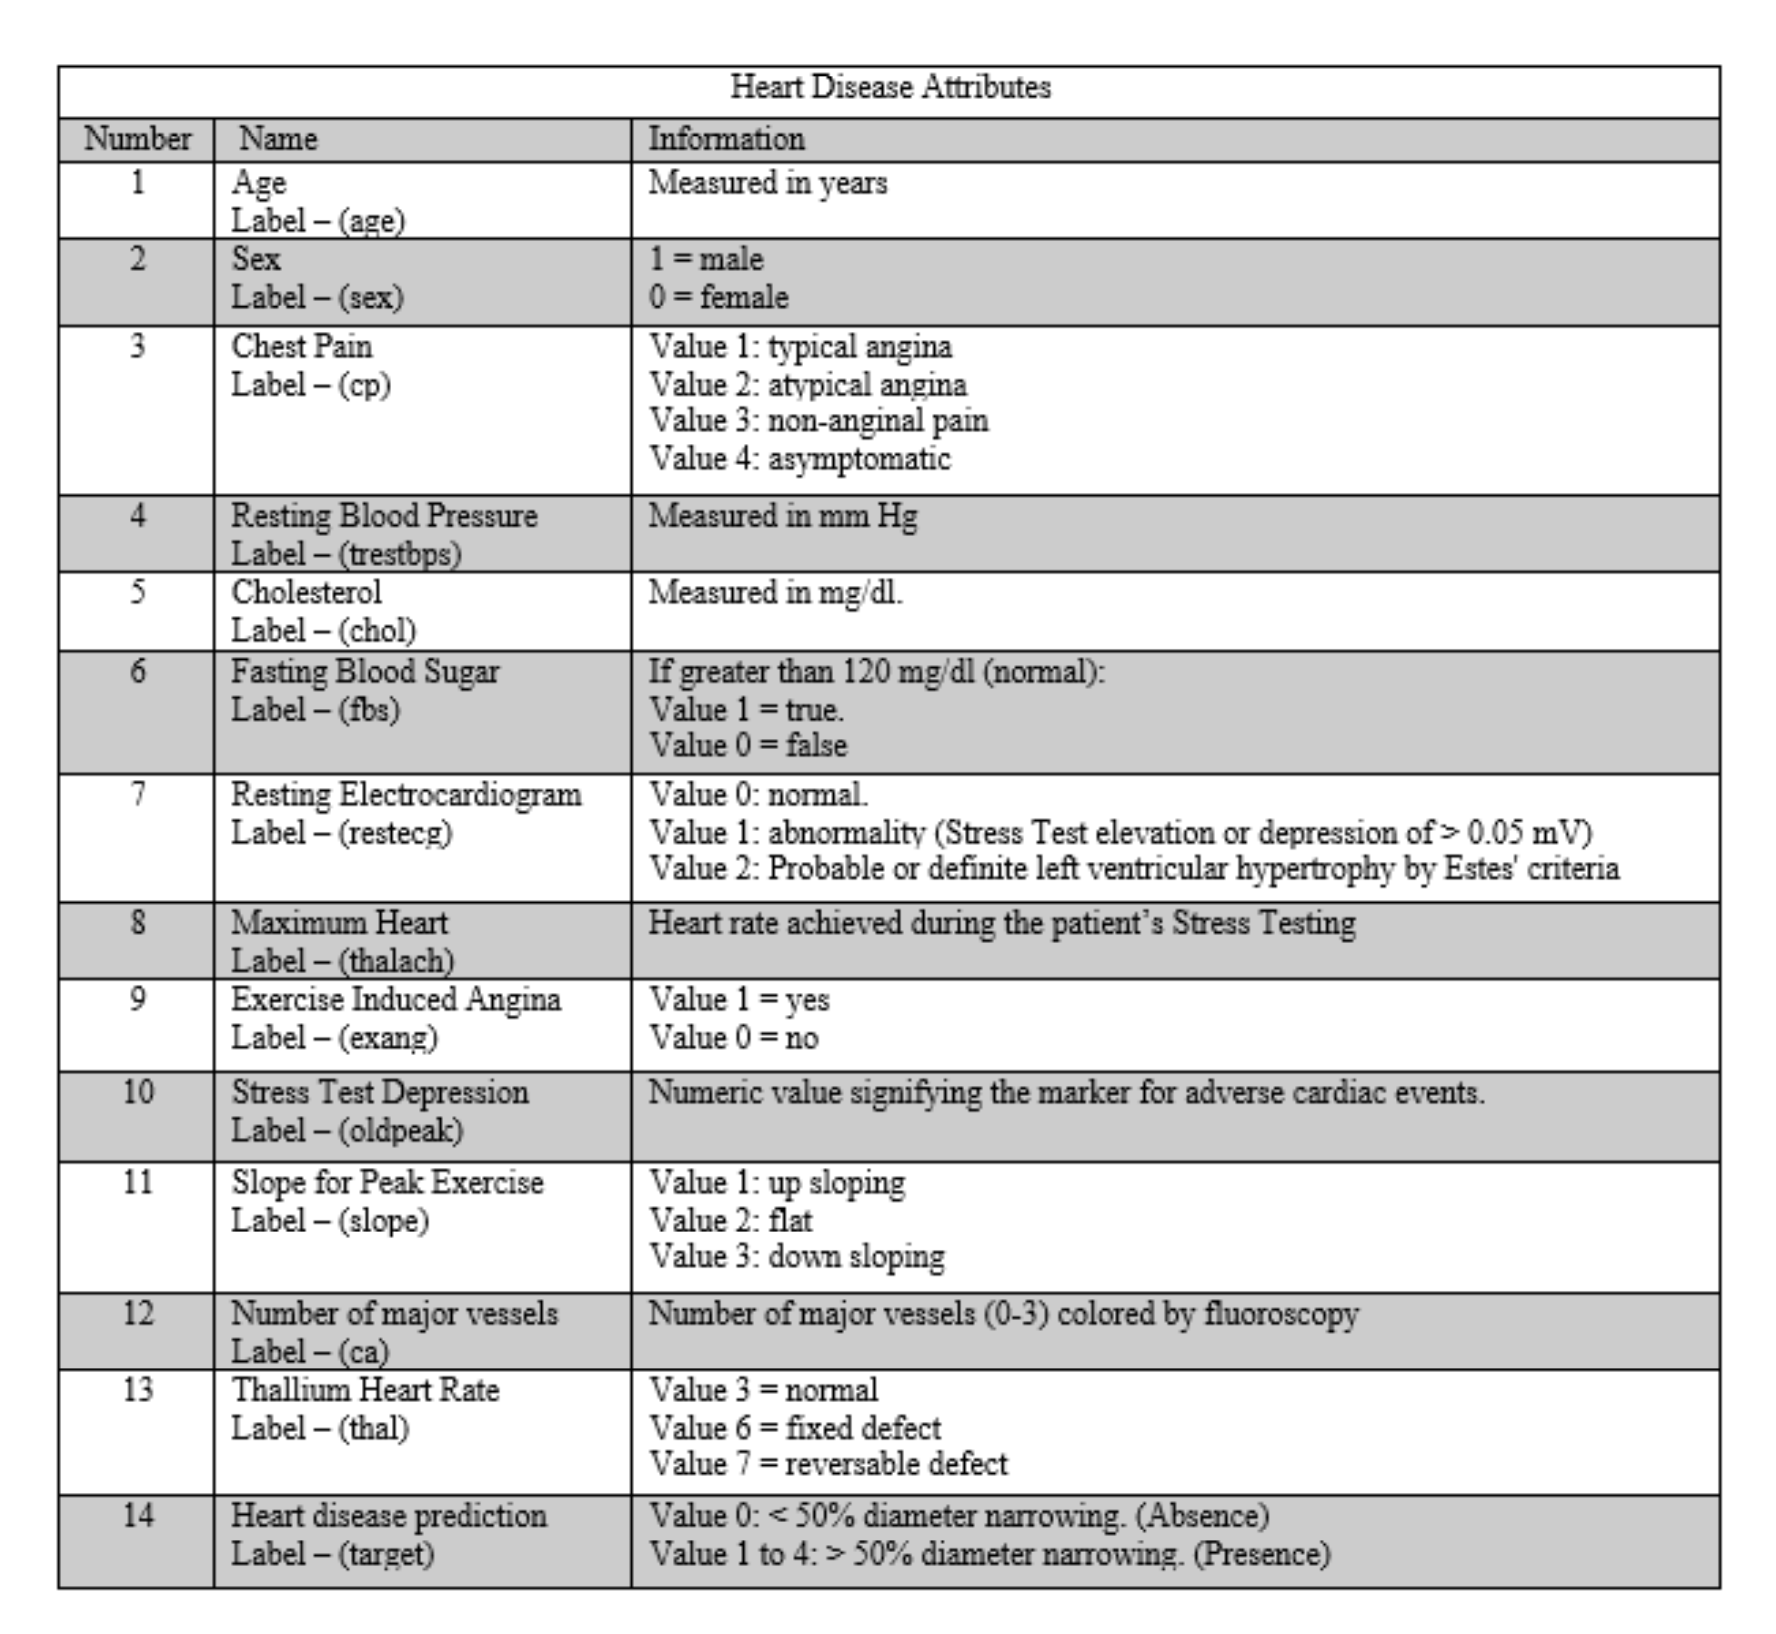 Heart Disease Attributes
Number Name Information
1 Age Measured in years
Label – (age)
2 Sex 1 = male
Label – (sex) 0 = female
3 Chest Pain Value 1: typical angina
Label – (cp) Value 2: atypical angina
Value 3: non-anginal pain
Value 4: asymptomatic
4 Resting Blood Pressure Measured in mm Hg
Label – (trestbps)
5 Cholesterol Measured in mg/dl.
Label – (chol)
6 Fasting Blood Sugar If greater than 120 mg/dl (normal):
Label – (fbs) Value 1 = true.
Value 0 = false
7 Resting Electrocardiogram Value 0: normal.
Label – (restecg) Value 1: abnormality (Stress Test elevation or depression of > 0.05 mV)
Value 2: Probable or definite left ventricular hypertrophy by Estes' criteria
8 Maximum Heart Heart rate achieved during the patient’s Stress Testing
Label – (thalach)
9 Exercise Induced Angina Value 1 = yes
Label – (exang) Value 0 = no
10 Stress Test Depression Numeric value signifying the marker for adverse cardiac events.
Label – (oldpeak)
11 Slope for Peak Exercise Value 1: up sloping
Label – (slope) Value 2: flat
Value 3: down sloping
12 Number of major vessels Number of major vessels (0-3) colored by fluoroscopy
Label – (ca)
13 Thallium Heart Rate Value 3 = normal
Label – (thal) Value 6 = fixed defect
Value 7 = reversable defect
14 Heart disease prediction Value 0: < 50% diameter narrowing. (Absence)
Label – (target) Value 1 to 4: > 50% diameter narrowing. (Presence)